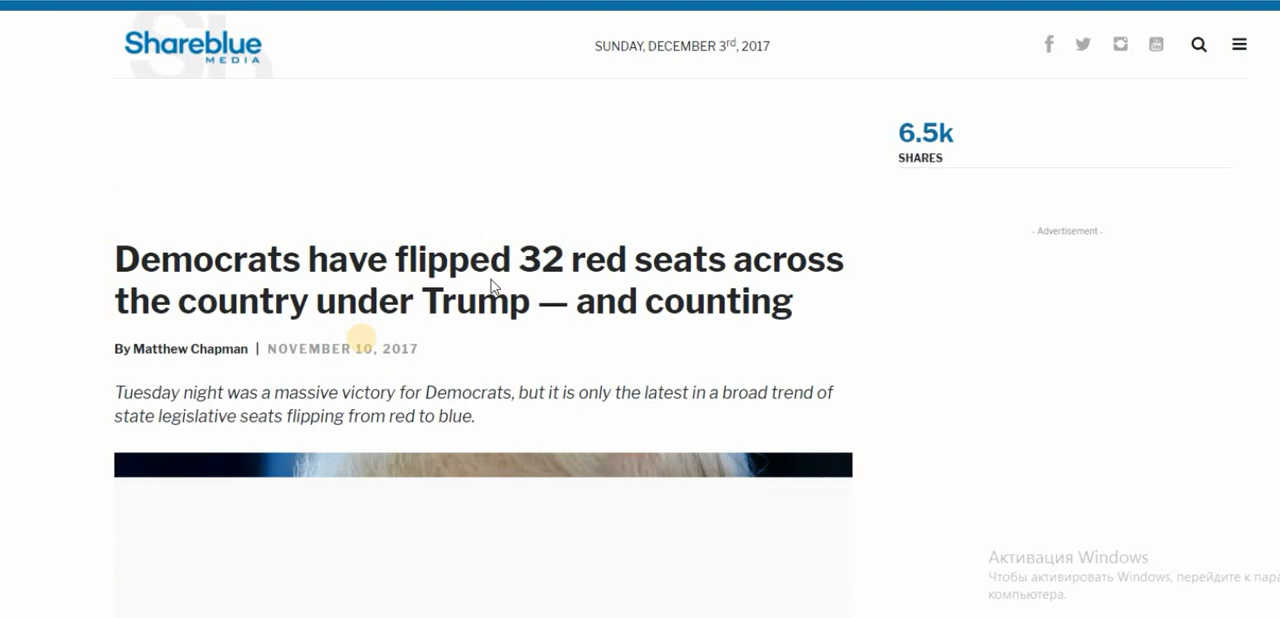 Shareblue
MEDIA
SUNDAY, DECEMBER 3rd, 2017
6.5k
SHARES
- Advertisement -
Democrats have flipped 32 red seats across
the country under Trump — and counting
By Matthew Chapman | NOVEMBER 10, 2017
Tuesday night was a massive victory for Democrats, but it is only the latest in a broad trend of
state legislative seats flipping from red to blue.
Активация Windows
Чтобы активировать Windows, перейдите к пара
компьютера.